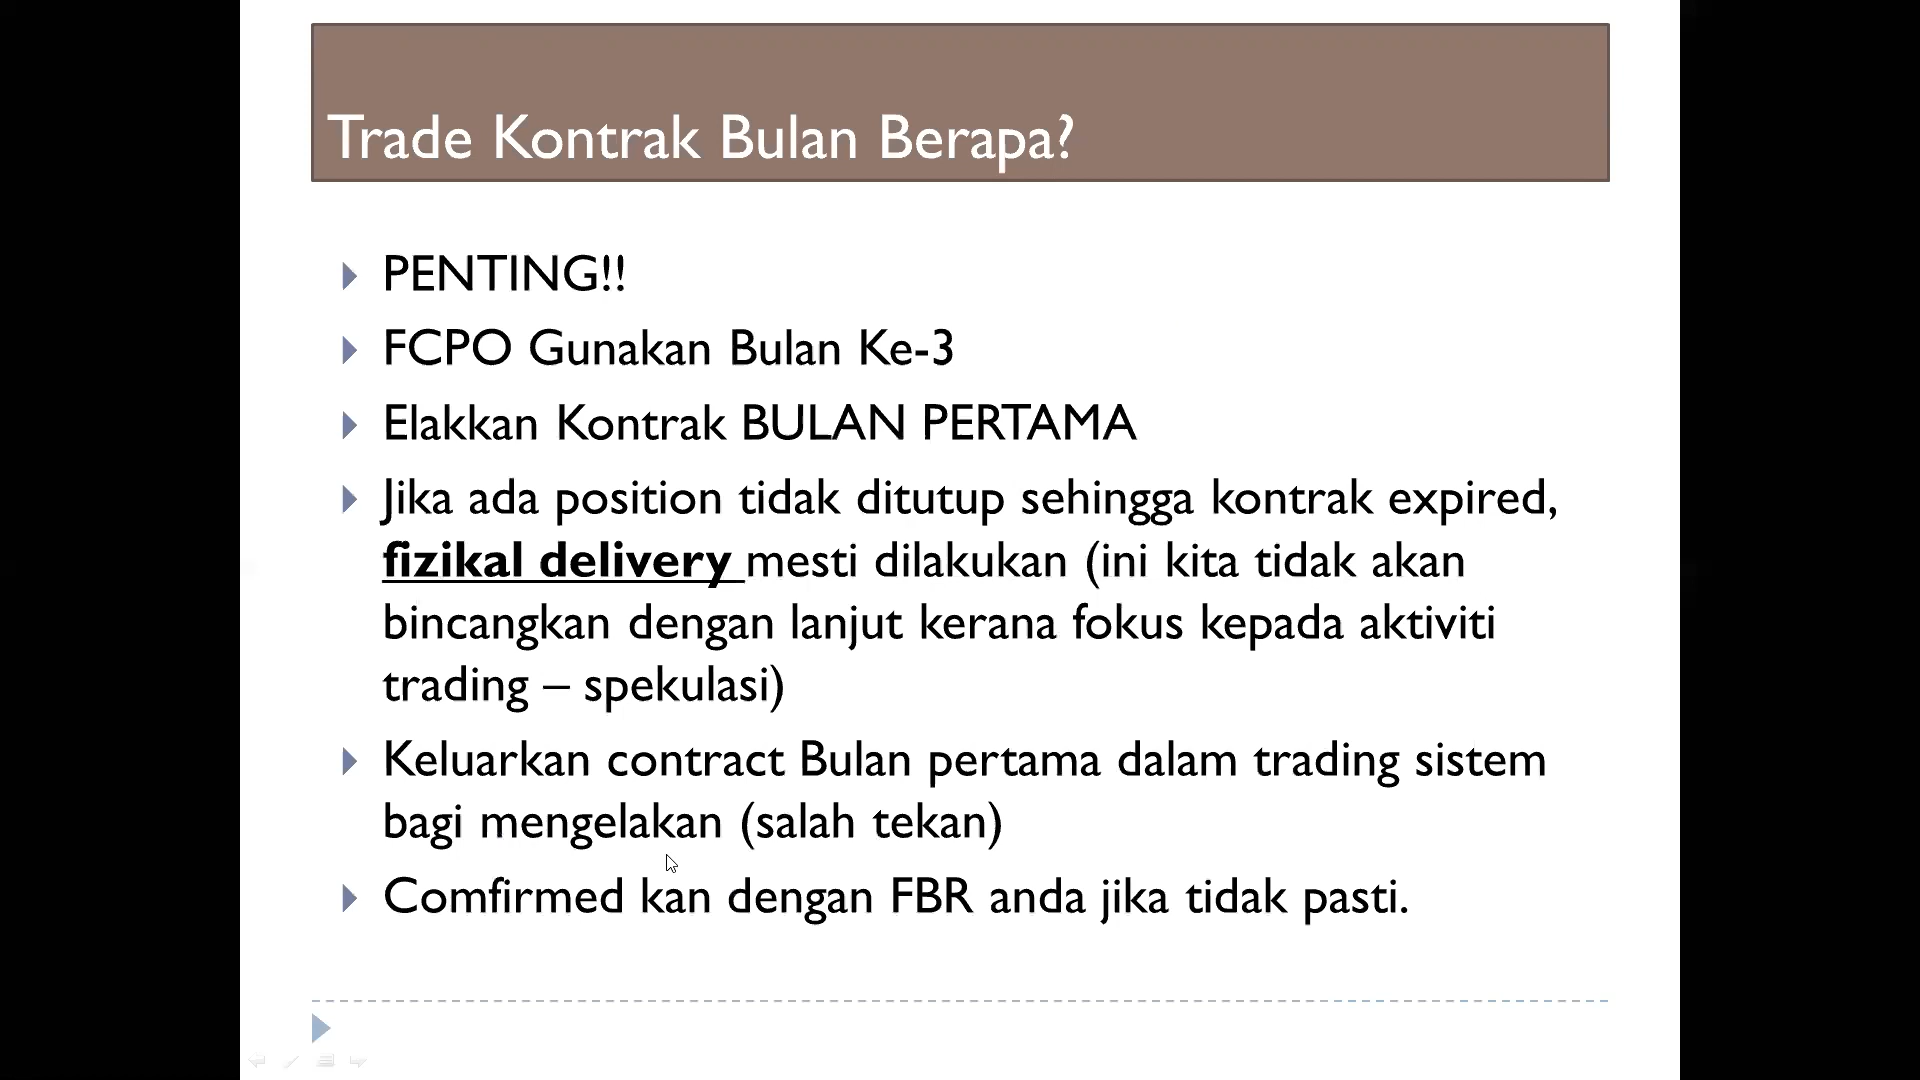 Trade Kontrak Bulan Berapa?
PENTING!!
FCPO Gunakan Bulan Ke-3
Elakkan Kontrak BULAN PERTAMA
Jika ada position tidak ditutup sehingga kontrak expired,
fizikal delivery mesti dilakukan (ini kita tidak akan
bincangkan dengan lanjut kerana fokus kepada aktiviti
trading – spekulasi)
Keluarkan contract Bulan pertama dalam trading sistem
bagi mengelakan (salah tekan)
Comfirmed kan dengan FBR anda jika tidak pasti.